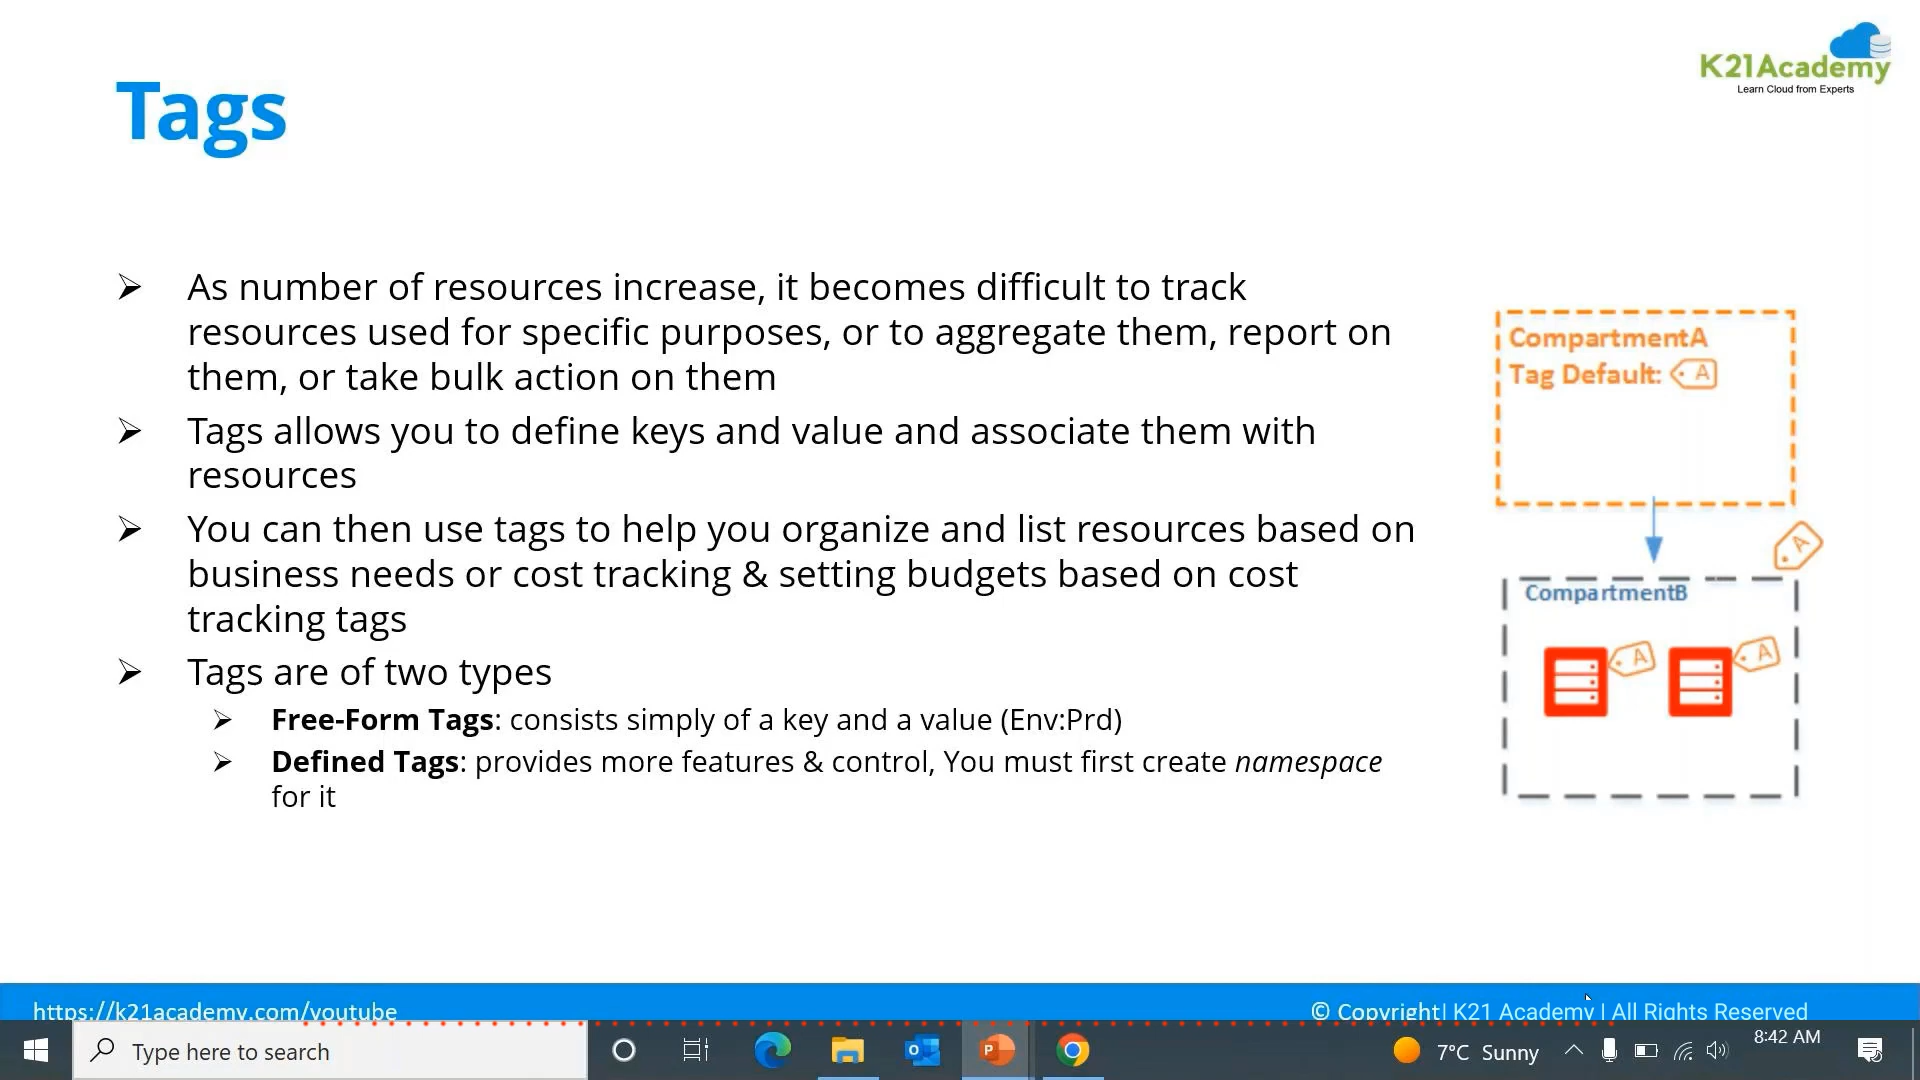 K21Academy
Learn Cloud from Experts
Tags
As number of resources increase, it becomes difficult to track
resources used for specific purposes, or to aggregate them, report on
them, or take bulk action on them
Tags allows you to define keys and value and associate them with
resources
You can then use tags to help you organize and list resources based on
business needs or cost tracking & setting budgets based on cost
tracking tags
Tags are of two types
Free-Form Tags: consists simply of a key and a value (Env:Prd)
Defined Tags: provides more features & control, You must first create namespace
for it
CompartmentA
Tag Default: A
A
CompartmentB
A A
https://k21academy.com/youtube
© Copyright| K21 Academy | All Rights Reserved
Type here to search
7°C Sunny
8:42 AM